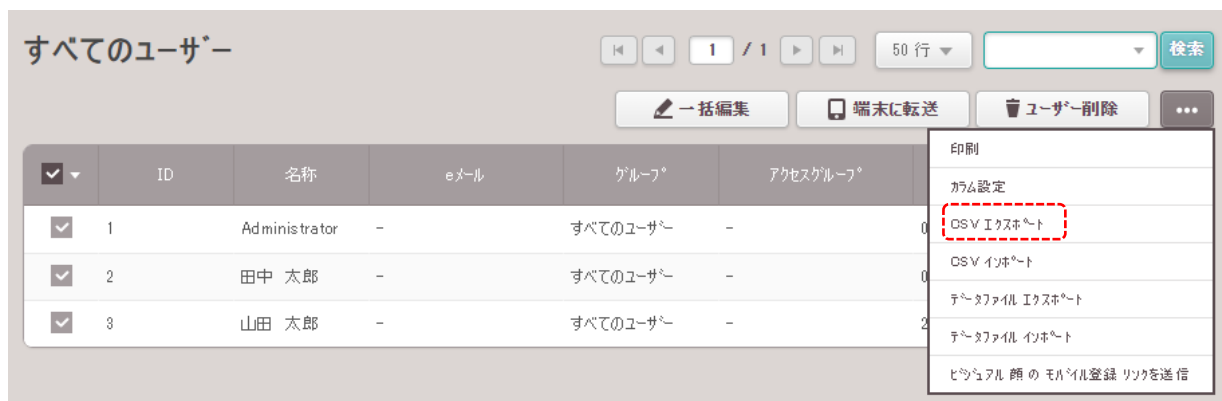 すべてのユーザー
1 / 1
50 行
検索
一括編集
端末に転送
ユーザー削除
•••
ID 名称 eメール グループ アクセスグループ
1 Administrator - すべてのユーザー - 0
2 田中 太郎 - すべてのユーザー - 0
3 山田 太郎 - すべてのユーザー - 2
印刷
カラム設定
CSV エクスポート
CSV インポート
データファイル エクスポート
データファイル インポート
ビジュアル 顔 の モバイル登録 リンクを送信